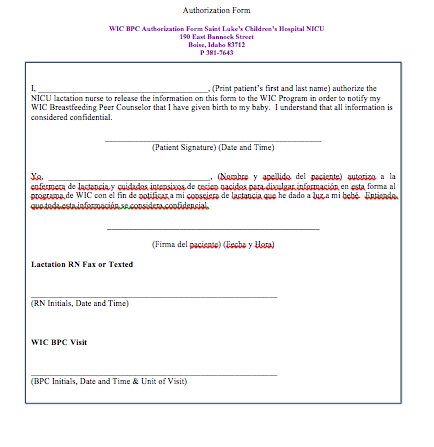 Authorization Form
WIC BPC Authorization Form Saint Luke's Children's Hospital NICU
190 East Bannock Street
Boise, Idaho 83712
P 381-7643
I, ________________________________________, (Print patient's first and last name) authorize the
NICU lactation nurse to release the information on this form to the WIC Program in order to notify my
WIC Breastfeeding Peer Counselor that I have given birth to my baby. I understand that all information is
considered confidential.
(Patient Signature) (Date and Time)
Yo, ______________________________________, (Nombre y apellido del paciente) autorizo a la
enfermera de lactancia y cuidados intensivos de recien nacidos para divulgar información en esta forma al
programa de WIC con el fin de notificar a mi consejera de lactancia que he dado a luz a mi bebé. Entiendo
que toda esta información se considera confidencial.
(Firma del paciente) (Fecha y Hora)
Lactation RN Fax or Texted
(RN Initials, Date and Time)
WIC BPC Visit
(BPC Initials, Date and Time & Unit of Visit)